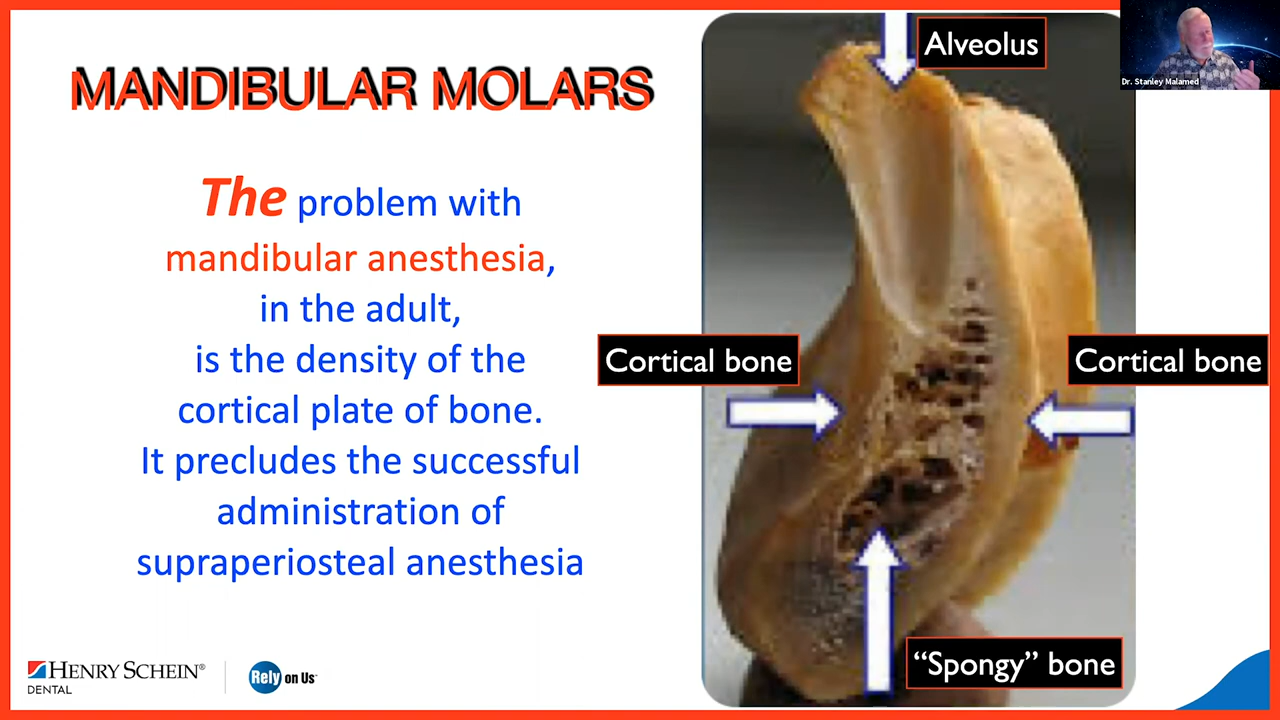 MANDIBULAR MOLARS
The problem with
mandibular anesthesia,
in the adult,
is the density of the
cortical plate of bone.
It precludes the successful
administration of
supraperiosteal anesthesia
Alveolus
Dr. Stanley Malamed
Cortical bone
Cortical bone
“Spongy” bone
HENRY SCHEIN®
DENTAL
Rely on Us™